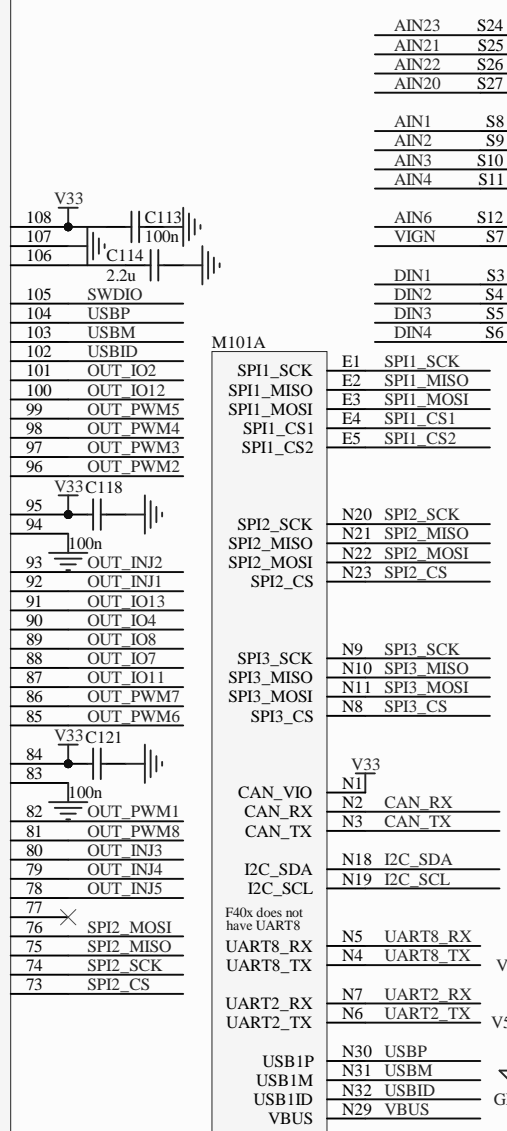 AIN23 S24
AIN21 S25
AIN22 S26
AIN20 S27
AIN1 S8
AIN2 S9
AIN3 S10
AIN4 S11
AIN6 S12
VIGN S7
DIN1 S3
DIN2 S4
DIN3 S5
DIN4 S6
V33
108 C113
107 100n
106 C114
2.2u
105 SWDIO
104 USBP
103 USBM
102 USBID
101 OUT_IO2
100 OUT_IO12
99 OUT_PWM5
98 OUT_PWM4
97 OUT_PWM3
96 OUT_PWM2
V33 C118
95
94
100n
93 OUT_INJ2
92 OUT_INJ1
91 OUT_IO13
90 OUT_IO4
89 OUT_IO8
88 OUT_IO7
87 OUT_IO11
86 OUT_PWM7
85 OUT_PWM6
V33 C121
84
83
100n
82 OUT_PWM1
81 OUT_PWM8
80 OUT_INJ3
79 OUT_INJ4
78 OUT_INJ5
77
76 SPI2_MOSI
75 SPI2_MISO
74 SPI2_SCK
73 SPI2_CS
M101A
SPI1_SCK E1 SPI1_SCK
SPI1_MISO E2 SPI1_MISO
SPI1_MOSI E3 SPI1_MOSI
SPI1_CS1 E4 SPI1_CS1
SPI1_CS2 E5 SPI1_CS2
SPI2_SCK N20 SPI2_SCK
SPI2_MISO N21 SPI2_MISO
SPI2_MOSI N22 SPI2_MOSI
SPI2_CS N23 SPI2_CS
SPI3_SCK N9 SPI3_SCK
SPI3_MISO N10 SPI3_MISO
SPI3_MOSI N11 SPI3_MOSI
SPI3_CS N8 SPI3_CS
V33
CAN_VIO N1
CAN_RX N2 CAN_RX
CAN_TX N3 CAN_TX
I2C_SDA N18 I2C_SDA
I2C_SCL N19 I2C_SCL
F40x does not
have UART8
UART8_RX N5 UART8_RX
UART8_TX N4 UART8_TX
UART2_RX N7 UART2_RX
UART2_TX N6 UART2_TX
USB1P N30 USBP
USB1M N31 USBM
USB1ID N32 USBID
VBUS N29 VBUS